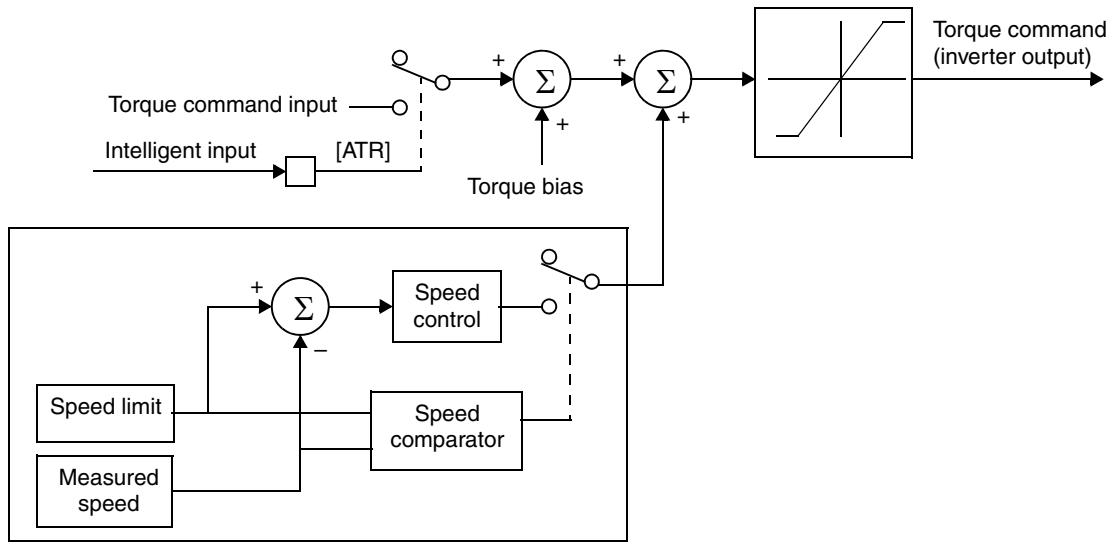 Torque command
(inverter output)
+
Σ
+
+
Σ
+
Torque command input
Intelligent input
[ATR]
Torque bias
+
Σ
−
Speed
control
Speed limit
Speed
comparator
Measured
speed